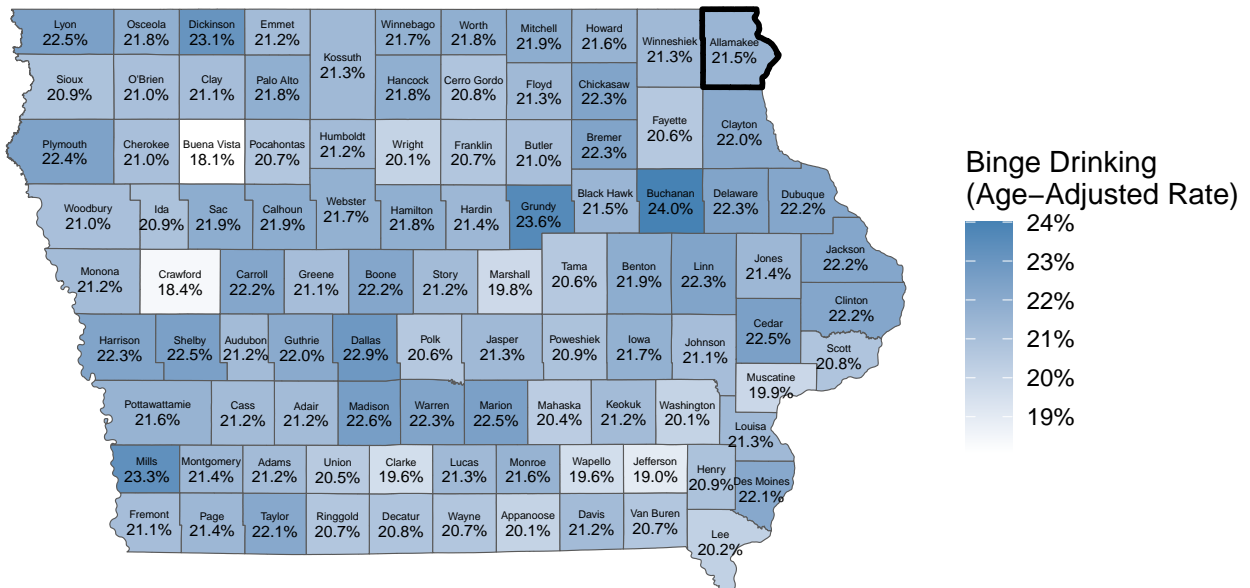 Lyon
22.5%
Osceola
21.8%
Dickinson
23.1%
Emmet
21.2%
Kossuth
21.3%
Winnebago
21.7%
Worth
21.8%
Mitchell
21.9%
Howard
21.6%
Winneshiek
21.3%
Allamakee
21.5%
Sioux
20.9%
O'Brien
21.0%
Clay
21.1%
Palo Alto
21.8%
Hancock
21.8%
Cerro Gordo
20.8%
Floyd
21.3%
Chickasaw
22.3%
Fayette
20.6%
Clayton
22.0%
Plymouth
22.4%
Cherokee
21.0%
Buena Vista
18.1%
Pocahontas
20.7%
Humboldt
21.2%
Wright
20.1%
Franklin
20.7%
Butler
21.0%
Bremer
22.3%
Woodbury
21.0%
Ida
20.9%
Sac
21.9%
Calhoun
21.9%
Webster
21.7%
Hamilton
21.8%
Hardin
21.4%
Grundy
23.6%
Black Hawk
21.5%
Buchanan
24.0%
Delaware
22.3%
Dubuque
22.2%
Monona
21.2%
Crawford
18.4%
Carroll
22.2%
Greene
21.1%
Boone
22.2%
Story
21.2%
Marshall
19.8%
Tama
20.6%
Benton
21.9%
Linn
22.3%
Jones
21.4%
Jackson
22.2%
Clinton
22.2%
Harrison
22.3%
Shelby
22.5%
Audubon
21.2%
Guthrie
22.0%
Dallas
22.9%
Polk
20.6%
Jasper
21.3%
Poweshiek
20.9%
Iowa
21.7%
Johnson
21.1%
Cedar
22.5%
Scott
20.8%
Muscatine
19.9%
Pottawattamie
21.6%
Cass
21.2%
Adair
21.2%
Madison
22.6%
Warren
22.3%
Marion
22.5%
Mahaska
20.4%
Keokuk
21.2%
Washington
20.1%
Louisa
21.3%
Mills
23.3%
Montgomery
21.4%
Adams
21.2%
Union
20.5%
Clarke
19.6%
Lucas
21.3%
Monroe
21.6%
Wapello
19.6%
Jefferson
19.0%
Henry
20.9%
Des Moines
22.1%
Fremont
21.1%
Page
21.4%
Taylor
22.1%
Ringgold
20.7%
Decatur
20.8%
Wayne
20.7%
Appanoose
20.1%
Davis
21.2%
Van Buren
20.7%
Lee
20.2%
Binge Drinking
(Age−Adjusted Rate)
24%
23%
22%
21%
20%
19%